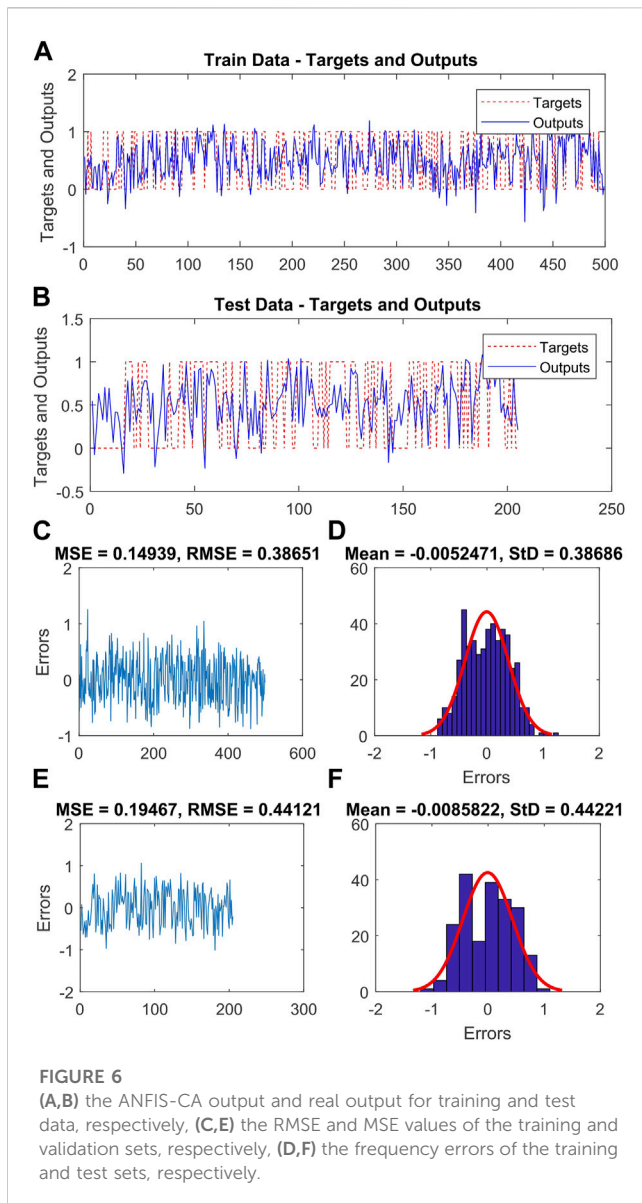 A
Train Data - Targets and Outputs
Targets and Outputs
2
1
0
-1
Targets
Outputs
0 50 100 150 200 250 300 350 400 450 500
B
Test Data - Targets and Outputs
Targets and Outputs
1.5
1
0.5
0
-0.5
Targets
Outputs
0 50 100 150 200 250
C
MSE = 0.14939, RMSE = 0.38651
Errors
2
1
0
-1
0 200 400 600
D
Mean = -0.0052471, StD = 0.38686
60
40
20
0
-2 -1 0 1 2
Errors
E
MSE = 0.19467, RMSE = 0.44121
Errors
2
1
0
-1
-2
0 100 200 300
F
Mean = -0.0085822, StD = 0.44221
60
40
20
0
-2 -1 0 1 2
Errors
FIGURE 6
(A,B) the ANFIS-CA output and real output for training and test
data, respectively, (C,E) the RMSE and MSE values of the training and
validation sets, respectively, (D,F) the frequency errors of the training
and test sets, respectively.